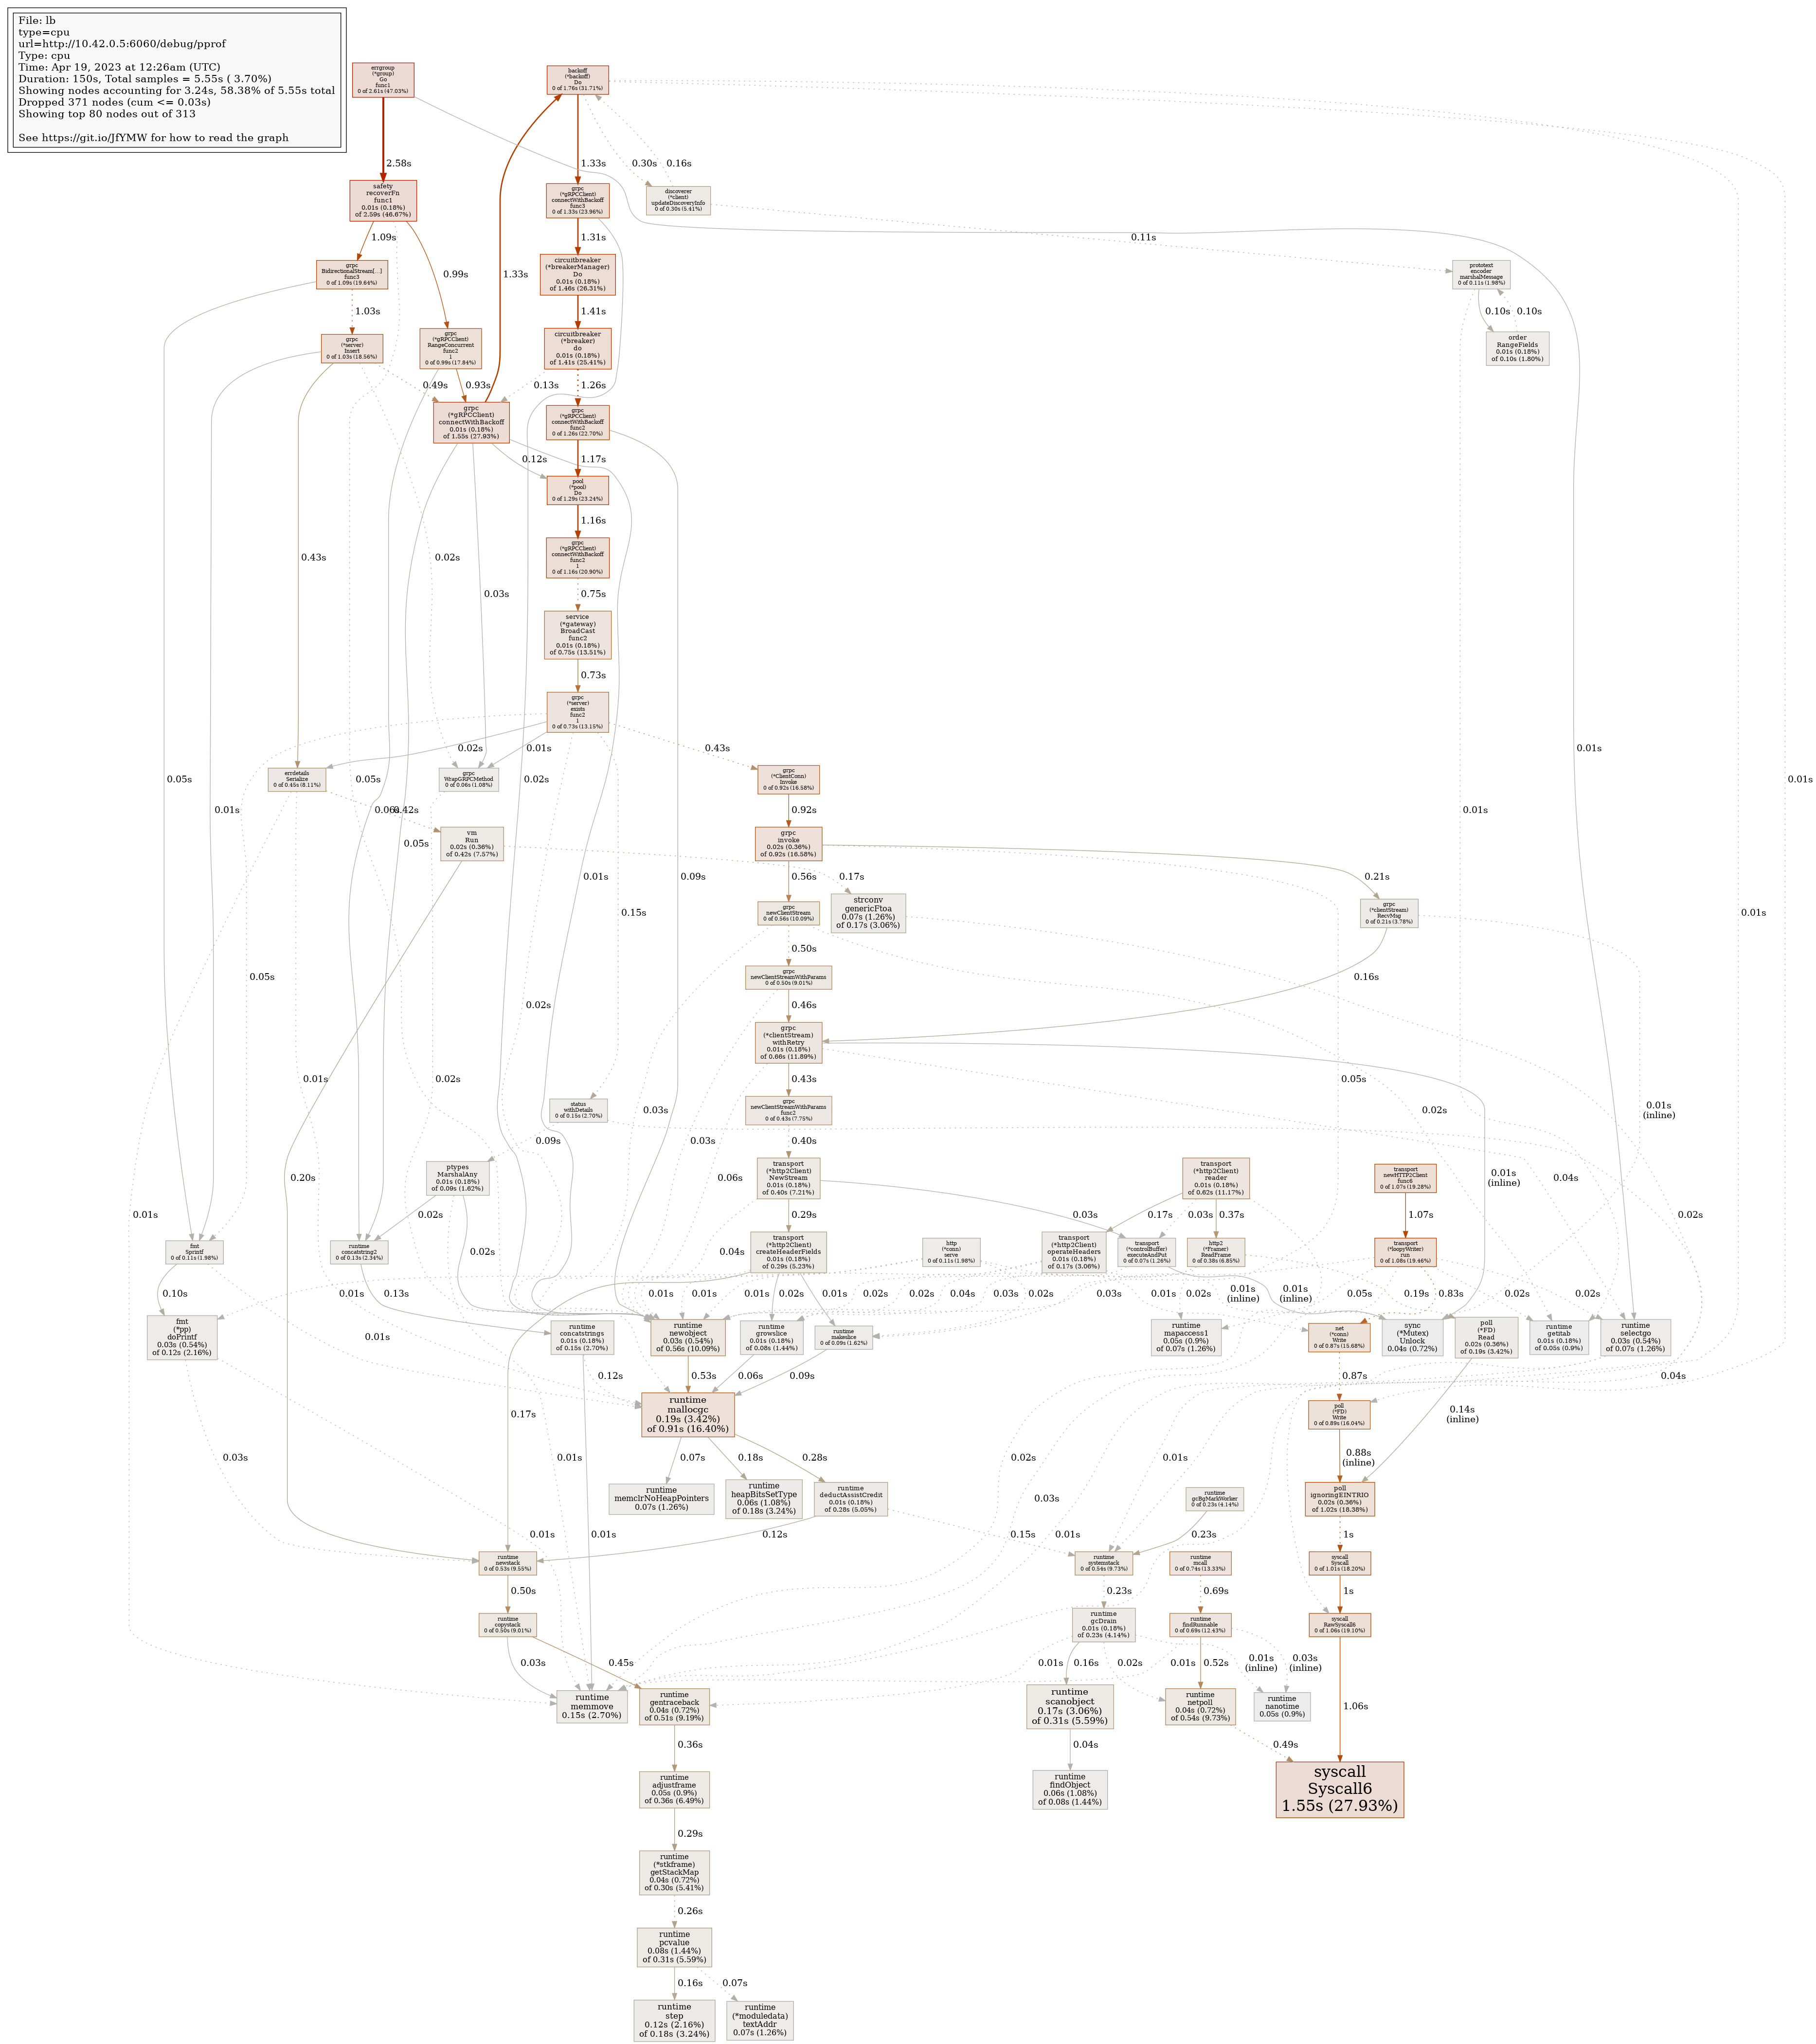 File: lb
type=cpu
url=http://10.42.0.5:6060/debug/pprof
Type: cpu
Time: Apr 19, 2023 at 12:26am (UTC)
Duration: 150s, Total samples = 5.55s ( 3.70%)
Showing nodes accounting for 3.24s, 58.38% of 5.55s total
Dropped 371 nodes (cum <= 0.03s)
Showing top 80 nodes out of 313
See https://git.io/JfYMW for how to read the graph
errgroup
(*group)
Go
func1
0 of 2.61s (47.03%)
backoff
(*backoff)
Do
0 of 1.76s (31.71%)
2.58s
1.33s
0.30s
0.16s
safety
recoverFn
func1
0.01s (0.18%)
of 2.59s (46.67%)
grpc
(*gRPCClient)
connectWithBackoff
func3
0 of 1.33s (23.96%)
discoverer
(*client)
updateDiscoveryInfo
0 of 0.30s (5.41%)
1.09s
0.99s
1.33s
1.31s
0.11s
grpc
BidirectionalStream[...]
func3
0 of 1.09s (19.64%)
circuitbreaker
(*breakerManager)
Do
0.01s (0.18%)
of 1.46s (26.31%)
prototext
encoder
marshalMessage
0 of 0.11s (1.98%)
1.03s
1.41s
0.10s
0.10s
grpc
(*server)
Insert
0 of 1.03s (18.56%)
grpc
(*gRPCClient)
RangeConcurrent
func2
1
0 of 0.99s (17.84%)
circuitbreaker
(*breaker)
do
0.01s (0.18%)
of 1.41s (25.41%)
order
RangeFields
0.01s (0.18%)
of 0.10s (1.80%)
0.49s
0.93s
0.13s
1.26s
grpc
(*gRPCClient)
connectWithBackoff
0.01s (0.18%)
of 1.55s (27.93%)
grpc
(*gRPCClient)
connectWithBackoff
func2
0 of 1.26s (22.70%)
0.12s
1.17s
pool
(*pool)
Do
0 of 1.29s (23.24%)
1.16s
0.43s
0.02s
grpc
(*gRPCClient)
connectWithBackoff
func2
1
0 of 1.16s (20.90%)
0.03s
0.75s
service
(*gateway)
BroadCast
func2
0.01s (0.18%)
of 0.75s (13.51%)
0.73s
grpc
(*server)
exists
func2
1
0 of 0.73s (13.15%)
0.02s
0.01s
0.43s
0.01s
0.05s
0.05s
0.02s
0.01s
errdetails
Serialize
0 of 0.45s (8.11%)
grpc
WrapGRPCMethod
0 of 0.06s (1.08%)
grpc
(*ClientConn)
Invoke
0 of 0.92s (16.58%)
0.01s
0.06s
0.42s
0.92s
0.01s
vm
Run
0.02s (0.36%)
of 0.42s (7.57%)
grpc
invoke
0.02s (0.36%)
of 0.92s (16.58%)
0.05s
0.01s
0.09s
0.56s
0.17s
0.21s
strconv
genericFtoa
0.07s (1.26%)
of 0.17s (3.06%)
grpc
newClientStream
0 of 0.56s (10.09%)
grpc
(*clientStream)
RecvMsg
0 of 0.21s (3.78%)
0.15s
0.01s
0.50s
0.05s
0.16s
grpc
newClientStreamWithParams
0 of 0.50s (9.01%)
0.02s
0.46s
grpc
(*clientStream)
withRetry
0.01s (0.18%)
of 0.66s (11.89%)
0.01s
0.02s
0.43s
0.05s
status
withDetails
0 of 0.15s (2.70%)
grpc
newClientStreamWithParams
func2
0 of 0.43s (7.75%)
0.03s
0.02s
0.01s
(inline)
0.09s
0.03s
0.40s
ptypes
MarshalAny
0.01s (0.18%)
of 0.09s (1.62%)
transport
(*http2Client)
NewStream
0.01s (0.18%)
of 0.40s (7.21%)
transport
(*http2Client)
reader
0.01s (0.18%)
of 0.62s (11.17%)
transport
newHTTP2Client
func6
0 of 1.07s (19.28%)
0.20s
0.06s
0.01s
(inline)
0.04s
0.01s
0.02s
0.29s
0.03s
0.17s
0.03s
0.37s
1.07s
0.02s
fmt
Sprintf
0 of 0.11s (1.98%)
runtime
concatstring2
0 of 0.13s (2.34%)
0.02s
0.04s
transport
(*http2Client)
createHeaderFields
0.01s (0.18%)
of 0.29s (5.23%)
http
(*conn)
serve
0 of 0.11s (1.98%)
transport
(*http2Client)
operateHeaders
0.01s (0.18%)
of 0.17s (3.06%)
transport
(*controlBuffer)
executeAndPut
0 of 0.07s (1.26%)
http2
(*Framer)
ReadFrame
0 of 0.38s (6.85%)
transport
(*loopyWriter)
run
0 of 1.08s (19.46%)
0.10s
0.01s
0.13s
0.01s
0.01s
0.01s
0.02s
0.01s
0.02s
0.04s
0.03s
0.02s
0.03s
0.01s
0.02s
0.01s
(inline)
0.01s
(inline)
0.05s
0.19s
0.83s
0.02s
0.02s
fmt
(*pp)
doPrintf
0.03s (0.54%)
of 0.12s (2.16%)
0.01s
runtime
concatstrings
0.01s (0.18%)
of 0.15s (2.70%)
runtime
newobject
0.03s (0.54%)
of 0.56s (10.09%)
runtime
growslice
0.01s (0.18%)
of 0.08s (1.44%)
runtime
makeslice
0 of 0.09s (1.62%)
runtime
mapaccess1
0.05s (0.9%)
of 0.07s (1.26%)
net
(*conn)
Write
0 of 0.87s (15.68%)
sync
(*Mutex)
Unlock
0.04s (0.72%)
poll
(*FD)
Read
0.02s (0.36%)
of 0.19s (3.42%)
runtime
getitab
0.01s (0.18%)
of 0.05s (0.9%)
runtime
selectgo
0.03s (0.54%)
of 0.07s (1.26%)
0.12s
0.53s
0.06s
0.09s
0.87s
0.04s
0.17s
runtime
mallocgc
0.19s (3.42%)
of 0.91s (16.40%)
poll
(*FD)
Write
0 of 0.89s (16.04%)
0.14s
(inline)
0.03s
0.01s
0.07s
0.18s
0.28s
0.02s
0.01s
0.88s
(inline)
runtime
memclrNoHeapPointers
0.07s (1.26%)
runtime
heapBitsSetType
0.06s (1.08%)
of 0.18s (3.24%)
runtime
deductAssistCredit
0.01s (0.18%)
of 0.28s (5.05%)
0.03s
runtime
gcBgMarkWorker
0 of 0.23s (4.14%)
poll
ignoringEINTRIO
0.02s (0.36%)
of 1.02s (18.38%)
0.01s
0.01s
0.12s
0.15s
0.01s
0.23s
1s
runtime
newstack
0 of 0.53s (9.55%)
runtime
systemstack
0 of 0.54s (9.73%)
runtime
mcall
0 of 0.74s (13.33%)
syscall
Syscall
0 of 1.01s (18.20%)
0.50s
0.23s
0.69s
1s
runtime
copystack
0 of 0.50s (9.01%)
runtime
gcDrain
0.01s (0.18%)
of 0.23s (4.14%)
runtime
findRunnable
0 of 0.69s (12.43%)
syscall
RawSyscall6
0 of 1.06s (19.10%)
0.03s
0.45s
0.01s
0.16s
0.02s
0.01s
0.52s
0.01s
(inline)
0.03s
(inline)
runtime
memmove
0.15s (2.70%)
runtime
gentraceback
0.04s (0.72%)
of 0.51s (9.19%)
runtime
scanobject
0.17s (3.06%)
of 0.31s (5.59%)
runtime
netpoll
0.04s (0.72%)
of 0.54s (9.73%)
runtime
nanotime
0.05s (0.9%)
1.06s
0.36s
0.04s
0.49s
runtime
adjustframe
0.05s (0.9%)
of 0.36s (6.49%)
runtime
findObject
0.06s (1.08%)
of 0.08s (1.44%)
syscall
Syscall6
1.55s (27.93%)
0.29s
runtime
(*stkframe)
getStackMap
0.04s (0.72%)
of 0.30s (5.41%)
0.26s
runtime
pcvalue
0.08s (1.44%)
of 0.31s (5.59%)
0.16s
0.07s
runtime
step
0.12s (2.16%)
of 0.18s (3.24%)
runtime
(*moduledata)
textAddr
0.07s (1.26%)